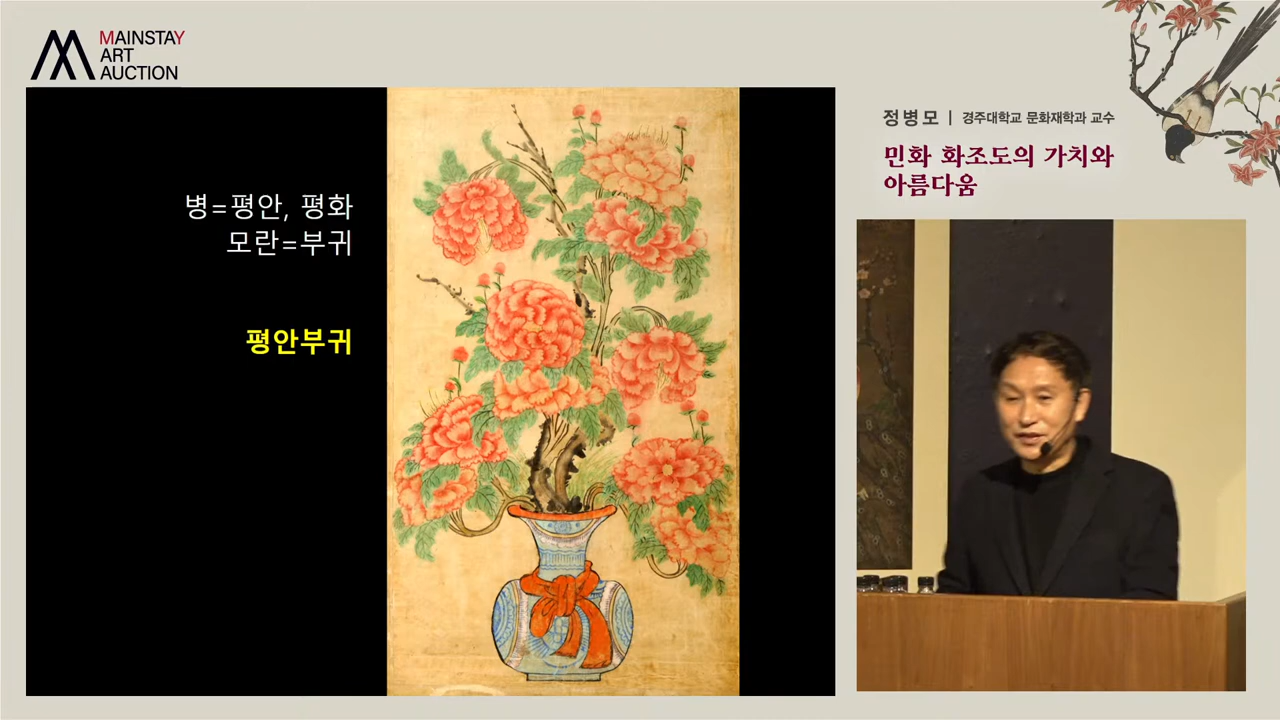 MAINSTAY
ART
AUCTION
병=평안, 평화
모란=부귀
평안부귀
정병모 | 경주대학교 문화재학과 교수
민화 화조도의 가치와
아름다움